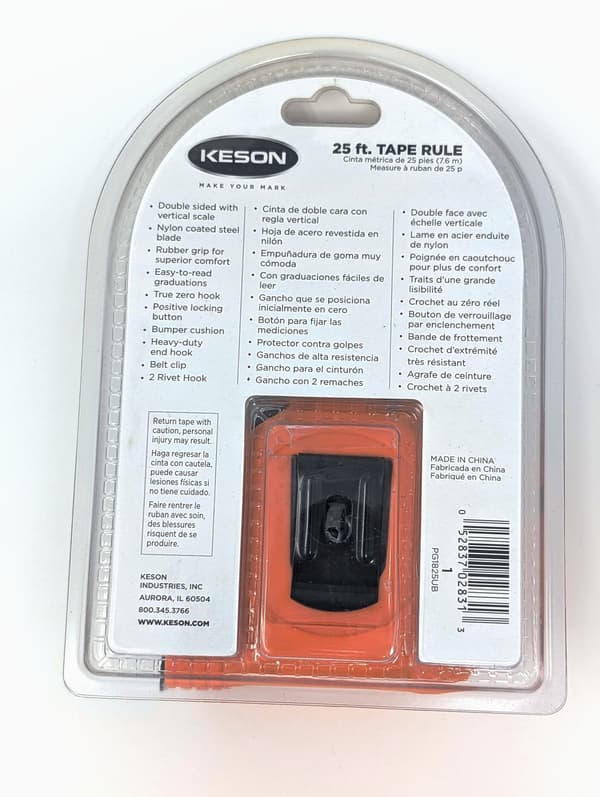 KESON
MAKE YOUR MARK
25 ft. TAPE RULE
Cinta métrica de 25 pies (7.6 m)
Measure à ruban de 25 p
• Double sided with
vertical scale
• Nylon coated steel
blade
• Rubber grip for
superior comfort
• Easy-to-read
graduations
• True zero hook
• Positive locking
button
• Bumper cushion
• Heavy-duty
end hook
• Belt clip
• 2 Rivet Hook
• Cinta de doble cara con
regla vertical
• Hoja de acero revestida en
nilón
• Empuñadura de goma muy
cómoda
• Con graduaciones fáciles de
leer
• Gancho que se posiciona
inicialmente en cero
• Botón para fijar las
mediciones
• Protector contra golpes
• Ganchos de alta resistencia
• Gancho para el cinturón
• Gancho con 2 remaches
• Double face avec
échelle verticale
• Lame en acier enduite
de nylon
• Poignée en caoutchouc
pour plus de confort
• Traits d'une grande
lisibilité
• Crochet au zéro réel
• Bouton de verrouillage
par enclenchement
• Bande de frottement
• Crochet d'extrémité
très résistant
• Agrafe de ceinture
• Crochet à 2 rivets
Return tape with
caution, personal
injury may result.
Haga regresar la
cinta con cautela,
puede causar
lesiones físicas si
no tiene cuidado.
Faire rentrer le
ruban avec soin,
des blessures
risquent de se
produire.
KESON
INDUSTRIES, INC
AURORA, IL 60504
800.345.3766
WWW.KESON.COM
MADE IN CHINA
Fabricada en China
Fabriqué en China
0 52837 02831 3
1
PG1825UB